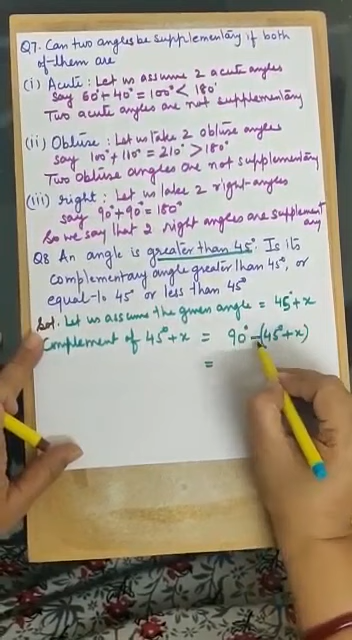 Q7. Can two angles be supplementary if both
of them are
(i) Acute : Let us assume 2 acute angles
say 60° + 40° = 100° < 180°
Two acute angles are not supplementary
(ii) Obtuse : Let us take 2 obtuse angles
say 100° + 110° = 210° > 180°
Two obtuse angles are not supplementary
(iii) right : Let us take 2 right-angles
say 90° + 90° = 180°
So we say that 2 right angles are supplementary
Q8 An angle is greater than 45°. Is its
complementary angle greater than 45°, or
equal-to 45° or less than 45°
Sol: Let us assume the given angle = 45° + x
Complement of 45° + x = 90° - (45° + x)
=